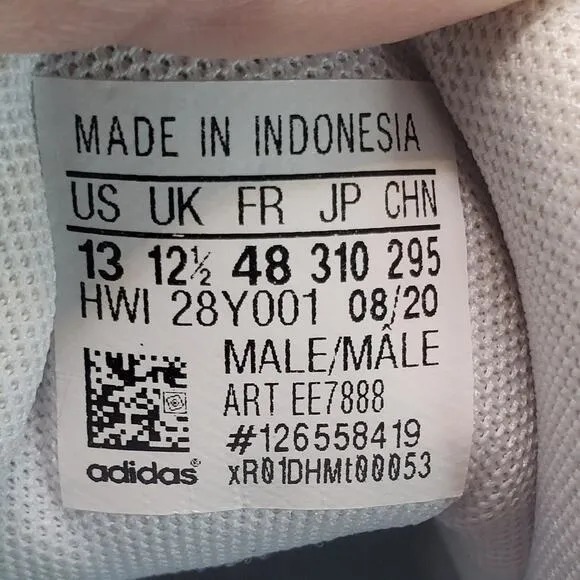 MADE IN INDONESIA
US UK FR JP CHN
13 12½ 48 310 295
HWI 28Y001 08/20
MALE/MÂLE
ART EE7888
#126558419
adidas® xR01DHMt00053